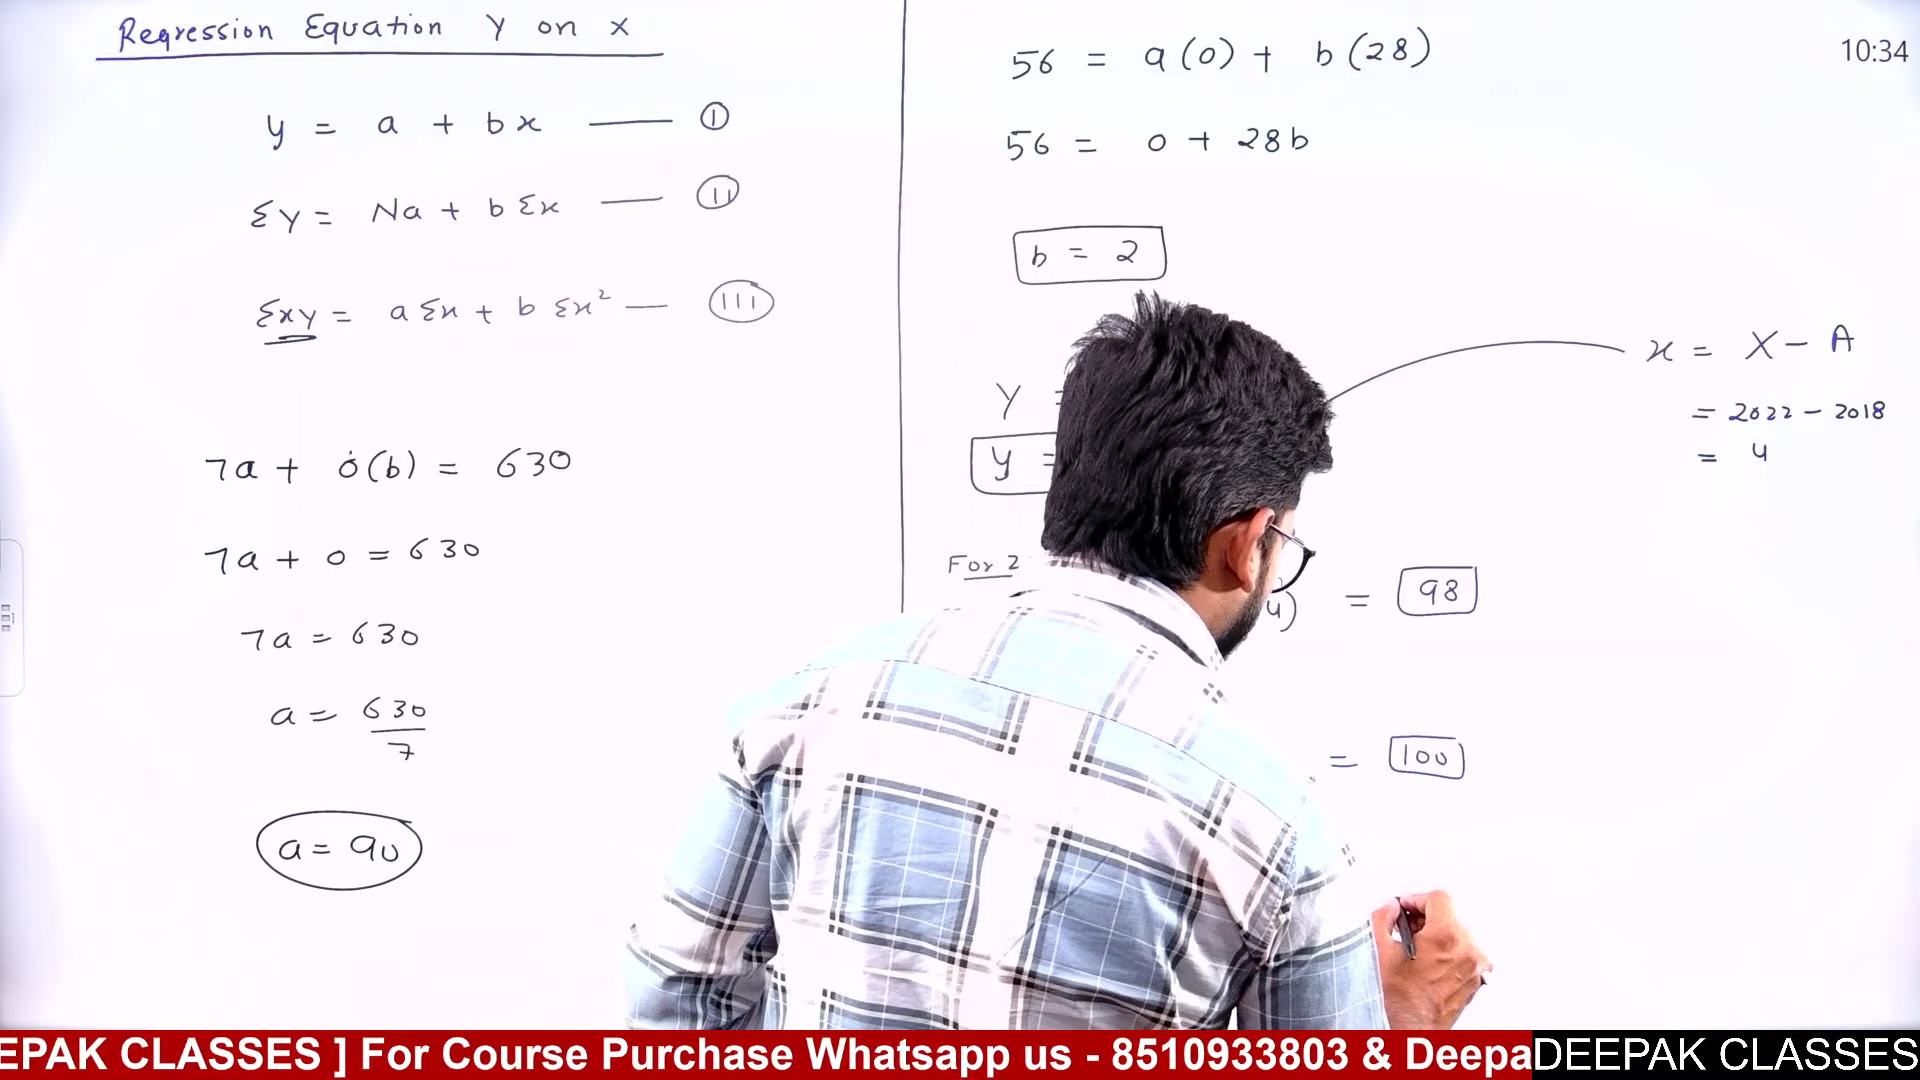 Regression Equation Y on X
y = a + bx —— I
ΣY = Na + bΣx —— II
Σxy = aΣx + bΣx² — III
7a + 0(b) = 630
7a + 0 = 630
7a = 630
a = 630/7
a = 90
56 = a(0) + b(28)
56 = 0 + 28b
b = 2
Y =
y =
x = X - A
= 2022 - 2018
= 4
For 2
4) = 98
= 100
10:34
EPAK CLASSES ] For Course Purchase Whatsapp us - 8510933803 & Deepa
DEEPAK CLASSES